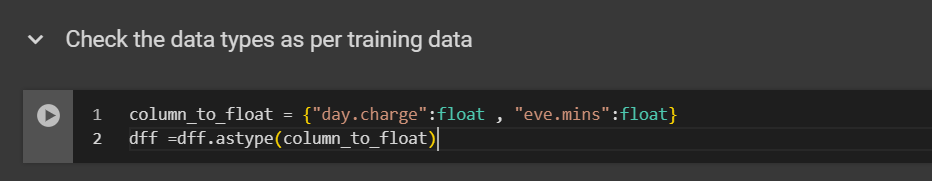 Check the data types as per training data
1 column_to_float = {"day.charge":float , "eve.mins":float}
2 dff =dff.astype(column_to_float)